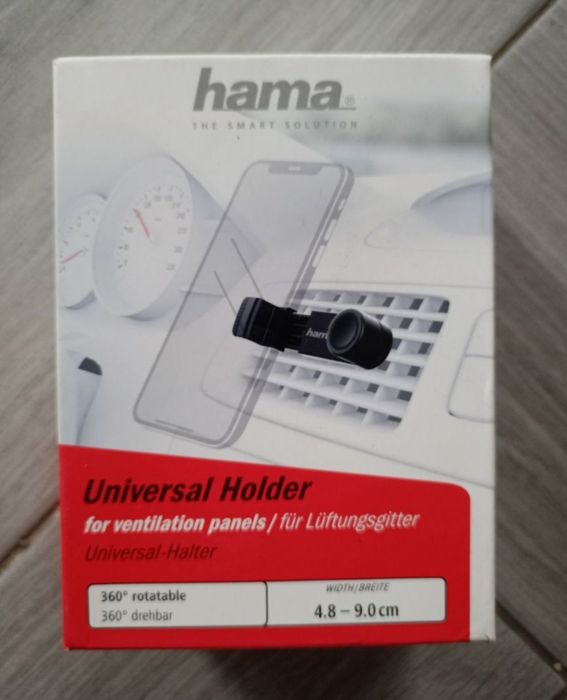 hama®
THE SMART SOLUTION
hama
Universal Holder
for ventilation panels / für Lüftungsgitter
Universal-Halter
360° rotatable
360° drehbar
WIDTH/BREITE
4.8 – 9.0 cm